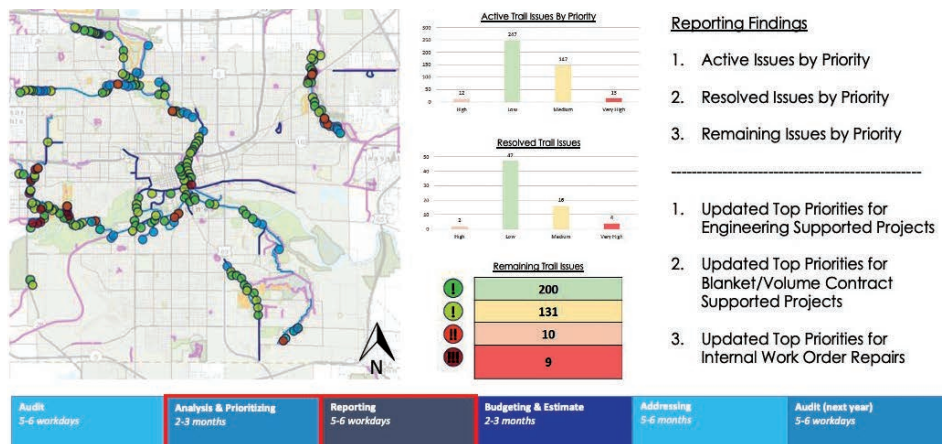 Active Trail Issues By Priority
300
250
247
200
150
147
100
50
12
13
0
High
Low
Medium
Very High
Resolved Trail Issues
50
47
40
30
20
16
10
2
4
0
High
Low
Medium
Very High
Remaining Trail Issues
! 200
! 131
!! 10
!!! 9
N
Reporting Findings
1. Active Issues by Priority
2. Resolved Issues by Priority
3. Remaining Issues by Priority
----------------------------------------------
1. Updated Top Priorities for
Engineering Supported Projects
2. Updated Top Priorities for
Blanket/Volume Contract
Supported Projects
3. Updated Top Priorities for
Internal Work Order Repairs
Audit
5-6 workdays
Analysis & Prioritizing
2-3 months
Reporting
5-6 workdays
Budgeting & Estimate
2-3 months
Addressing
5-6 months
Audit (next year)
5-6 workdays